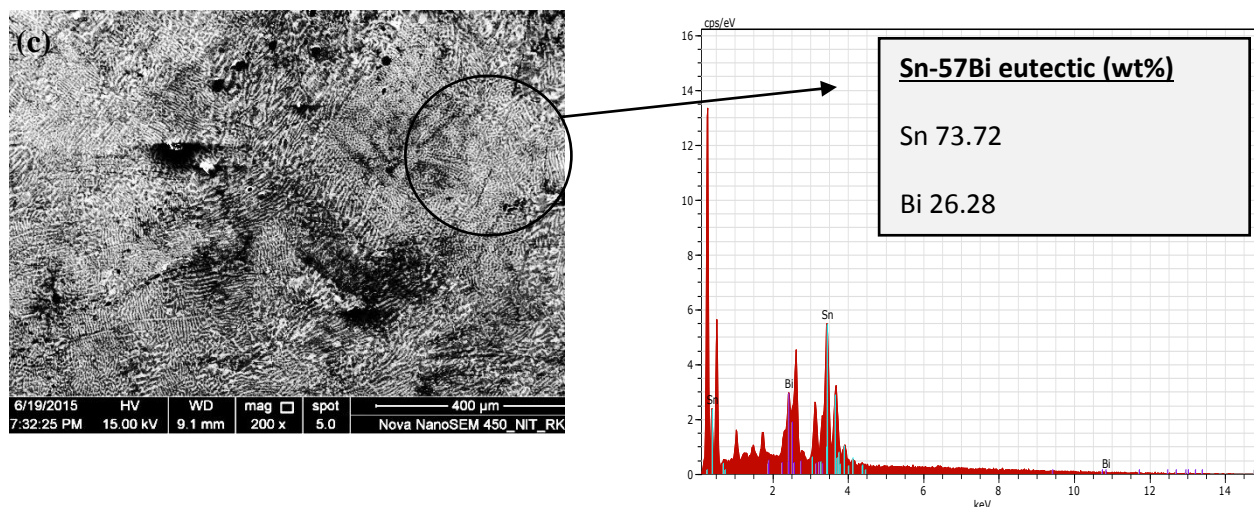 (c)
6/19/2015 HV WD mag □ spot 400 µm
7:32:25 PM 15.00 kV 9.1 mm 200 x 5.0 Nova NanoSEM 450_NIT_RK
cps/eV
16
14
12
10
8
6
4
2
0
Sn
Bi
Sn
Bi
2 4 6 8 10 12 14
keV
Sn-57Bi eutectic (wt%)
Sn 73.72
Bi 26.28